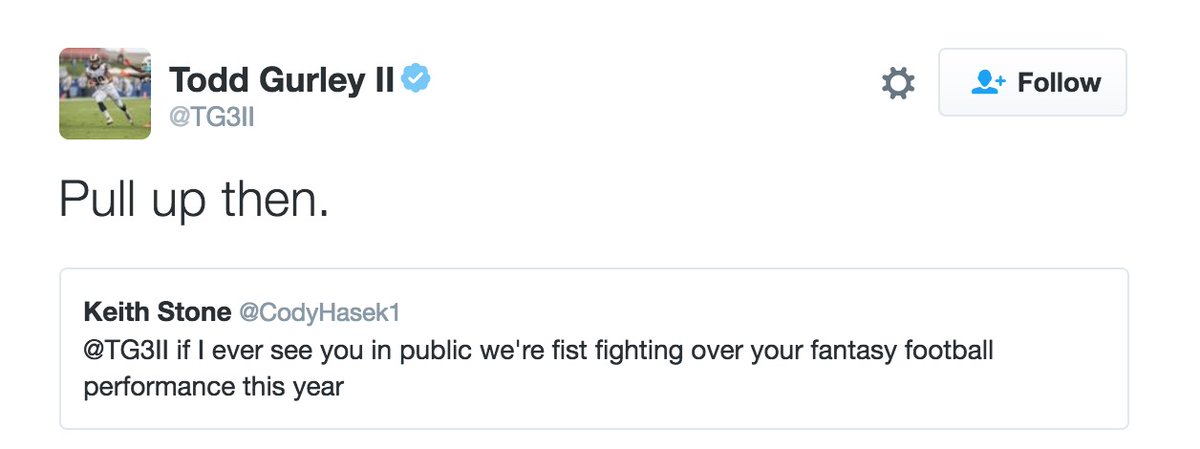 Todd Gurley II
@TG3II
Follow
Pull up then.
Keith Stone @CodyHasek1
@TG3II if I ever see you in public we're fist fighting over your fantasy football
performance this year